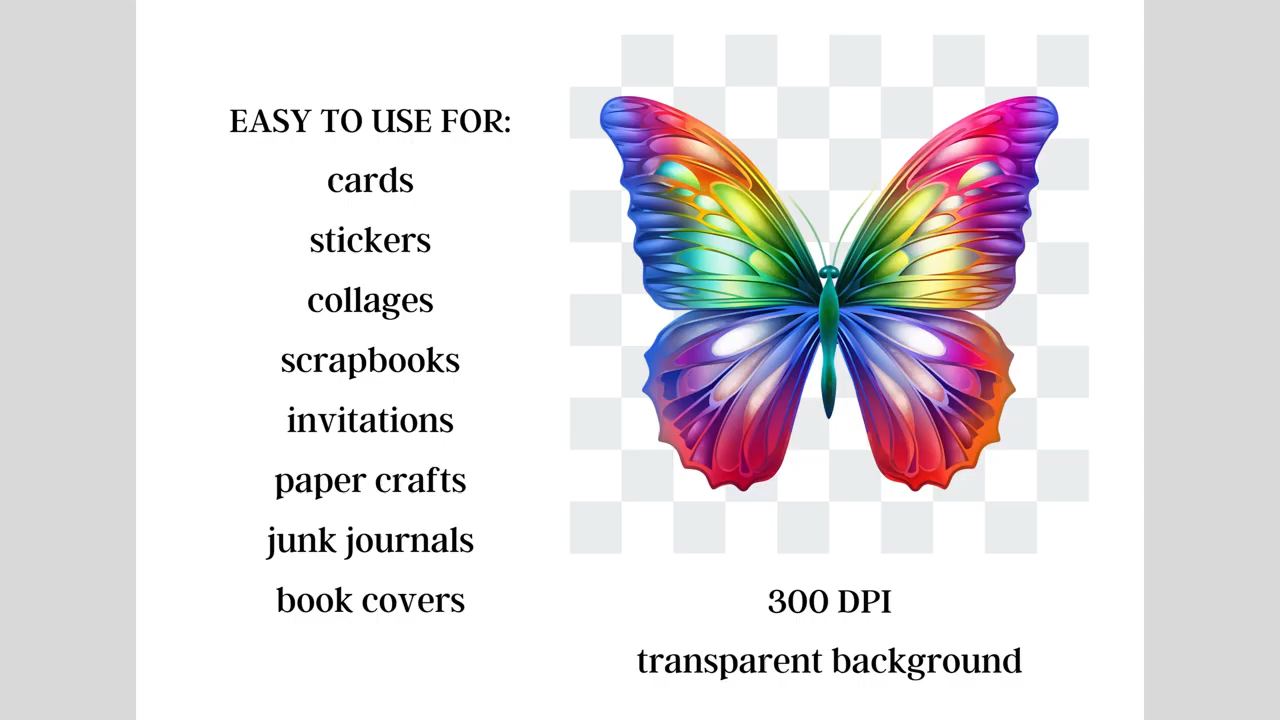 EASY TO USE FOR:
cards
stickers
collages
scrapbooks
invitations
paper crafts
junk journals
book covers
300 DPI
transparent background